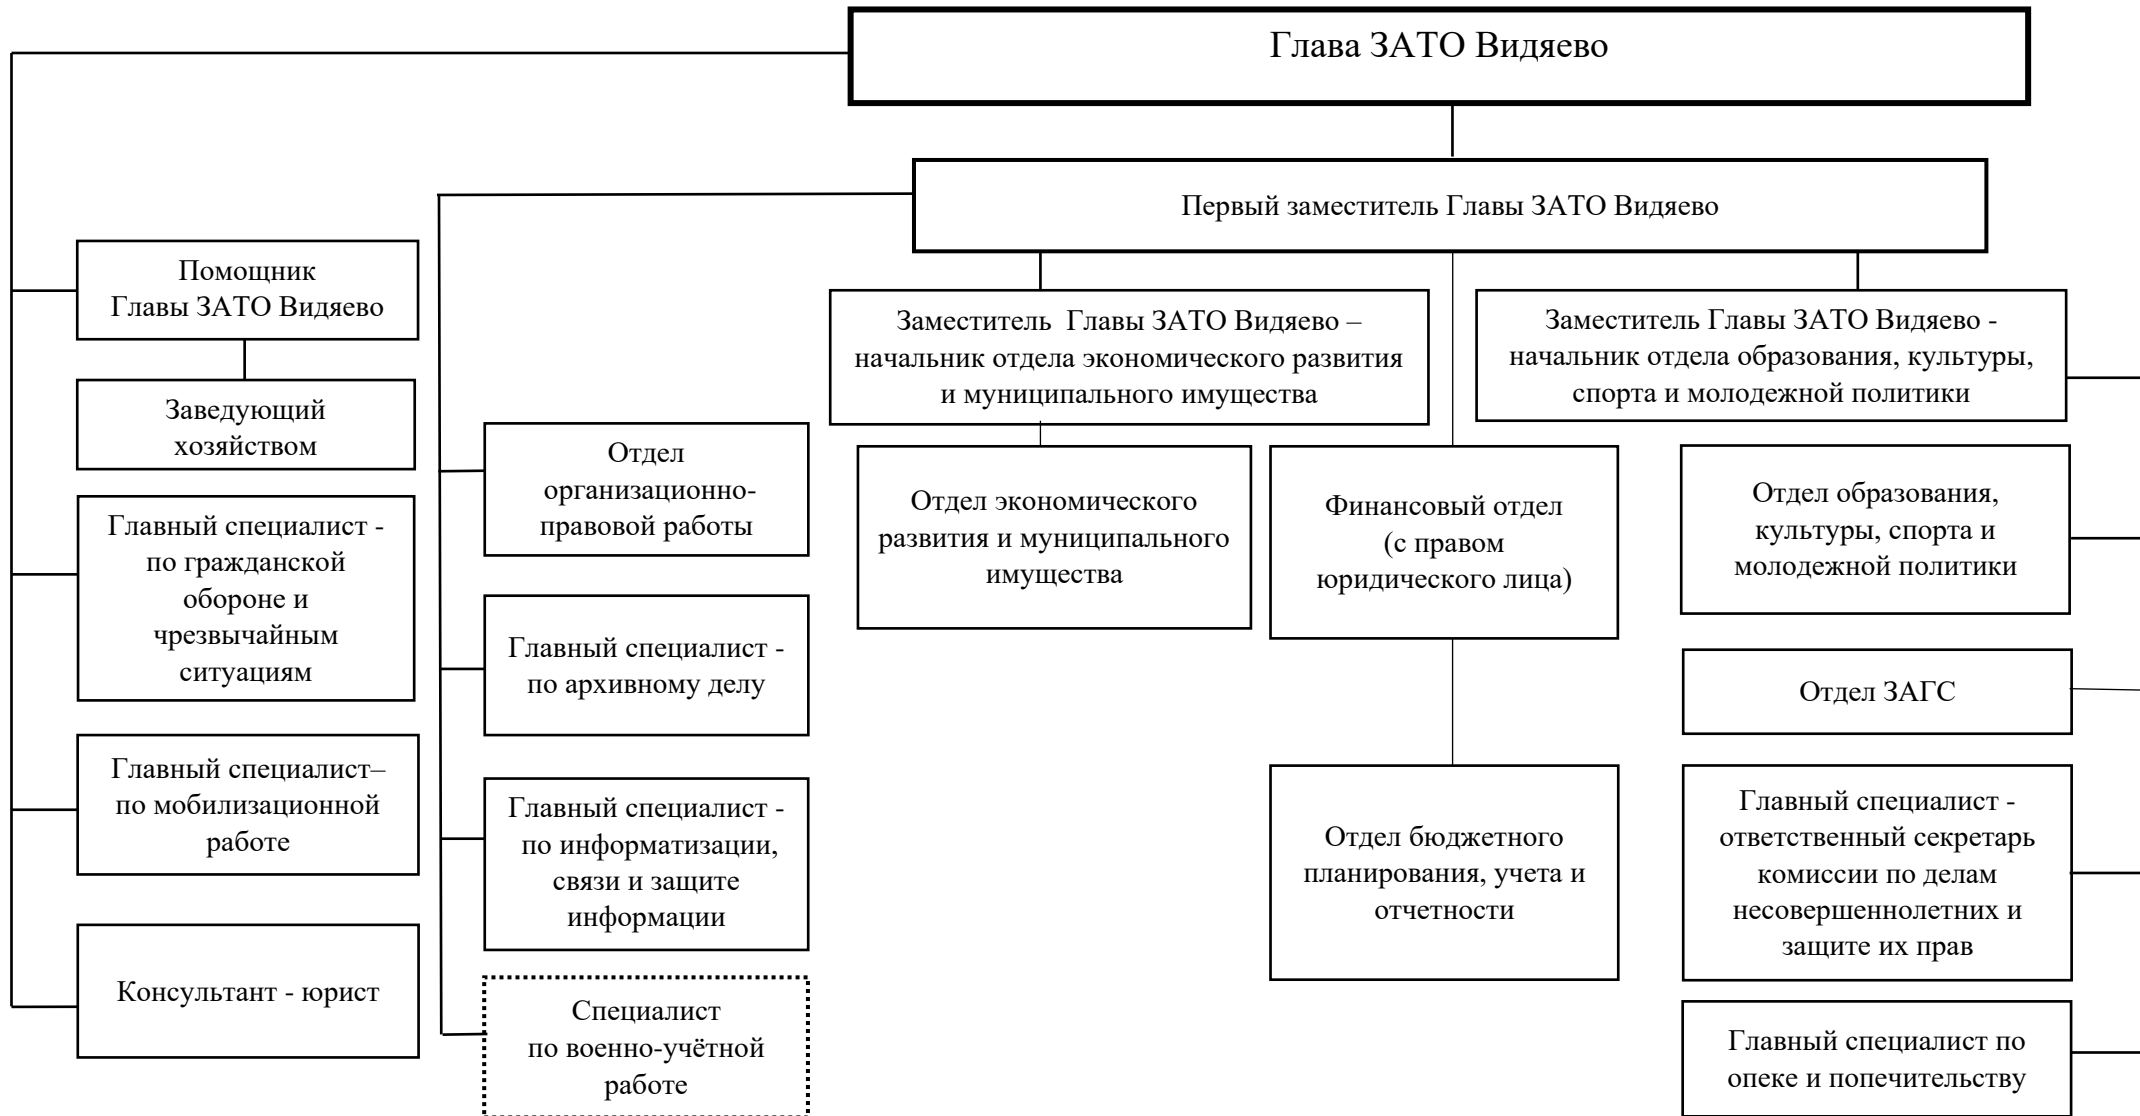 Глава ЗАТО Видяево
Первый заместитель Главы ЗАТО Видяево
Помощник
Главы ЗАТО Видяево
Заведующий
хозяйством
Главный специалист -
по гражданской
обороне и
чрезвычайным
ситуациям
Главный специалист–
по мобилизационной
работе
Консультант - юрист
Отдел
организационно-
правовой работы
Главный специалист -
по архивному делу
Главный специалист -
по информатизации,
связи и защите
информации
Специалист
по военно-учётной
работе
Заместитель  Главы ЗАТО Видяево –
начальник отдела экономического развития
и муниципального имущества
Отдел экономического
развития и муниципального
имущества
Финансовый отдел
(с правом
юридического лица)
Отдел бюджетного
планирования, учета и
отчетности
Заместитель Главы ЗАТО Видяево -
начальник отдела образования, культуры,
спорта и молодежной политики
Отдел образования,
культуры, спорта и
молодежной политики
Отдел ЗАГС
Главный специалист -
ответственный секретарь
комиссии по делам
несовершеннолетних и
защите их прав
Главный специалист по
опеке и попечительству